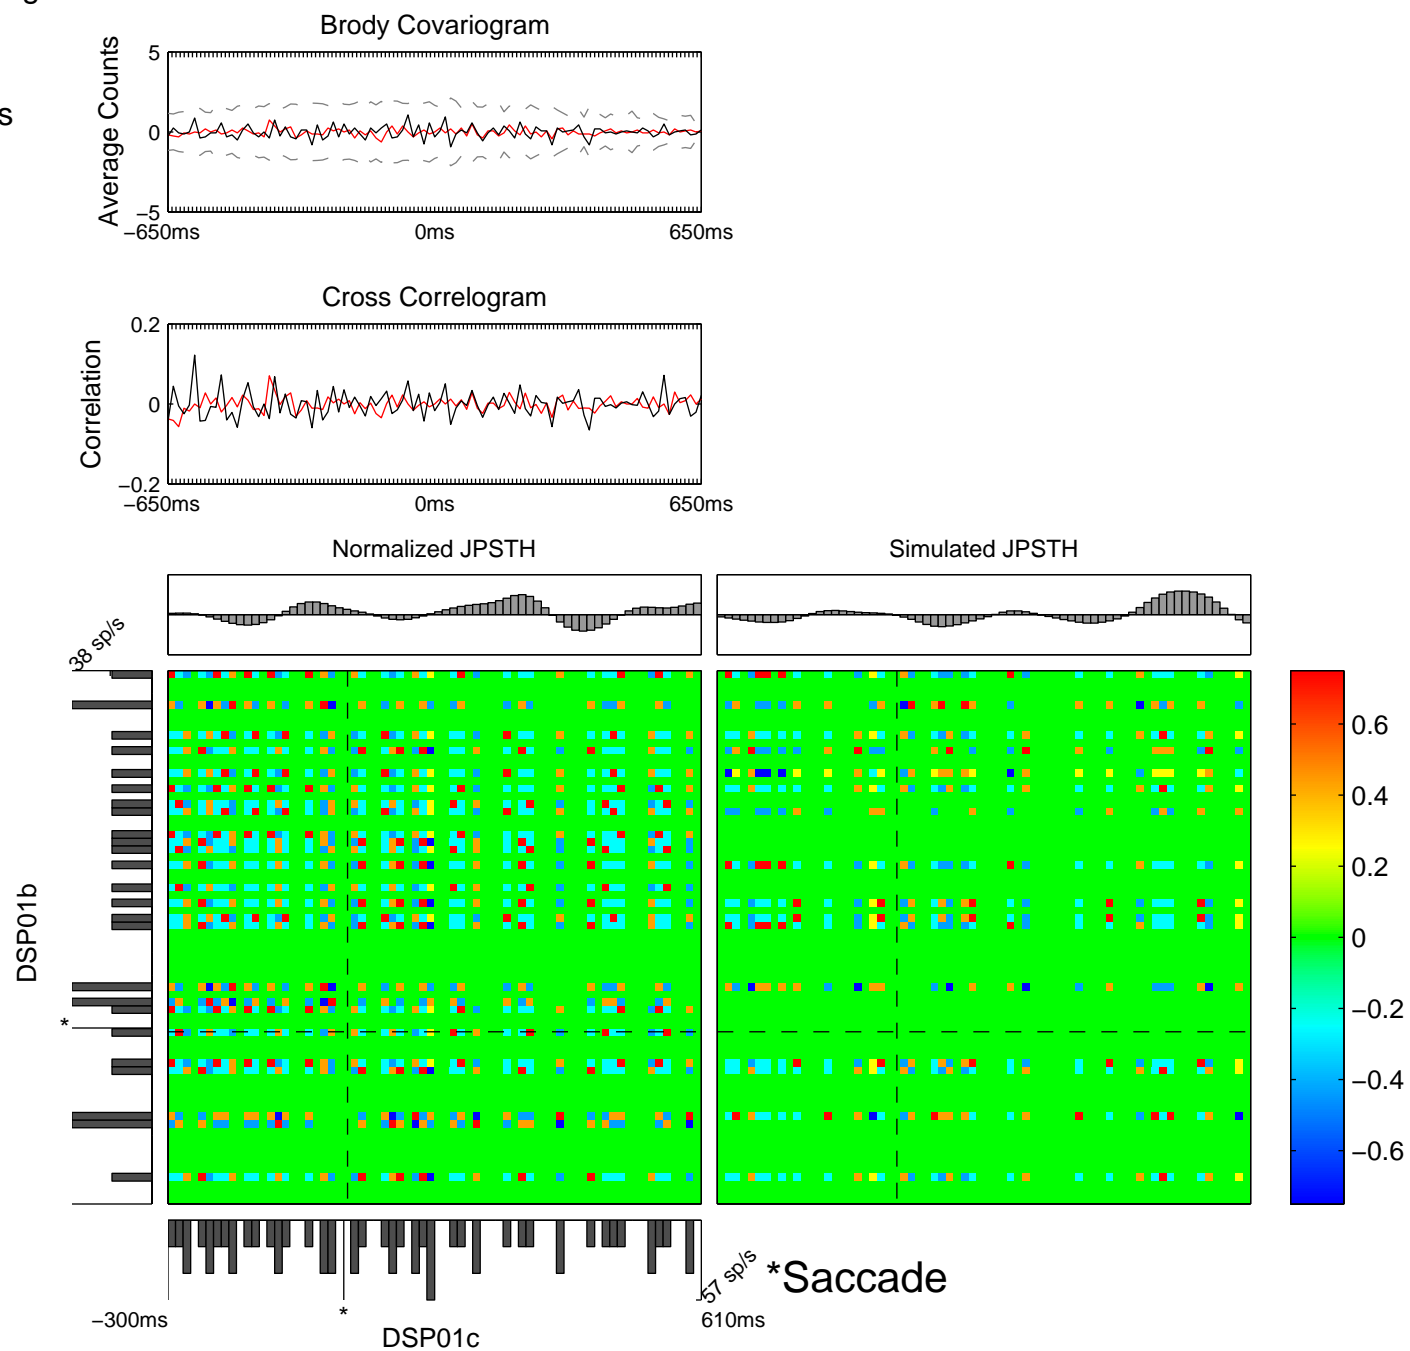 g
Brody Covariogram
s
Average Counts
5
0
−5
−650ms
0ms
650ms
Cross Correlogram
Correlation
0.2
0
−0.2
−650ms
0ms
650ms
Normalized JPSTH
Simulated JPSTH
38 sp/s
DSP01b
*
0.6
0.4
0.2
0
−0.2
−0.4
−0.6
57 sp/s
*Saccade
*
−300ms
610ms
DSP01c